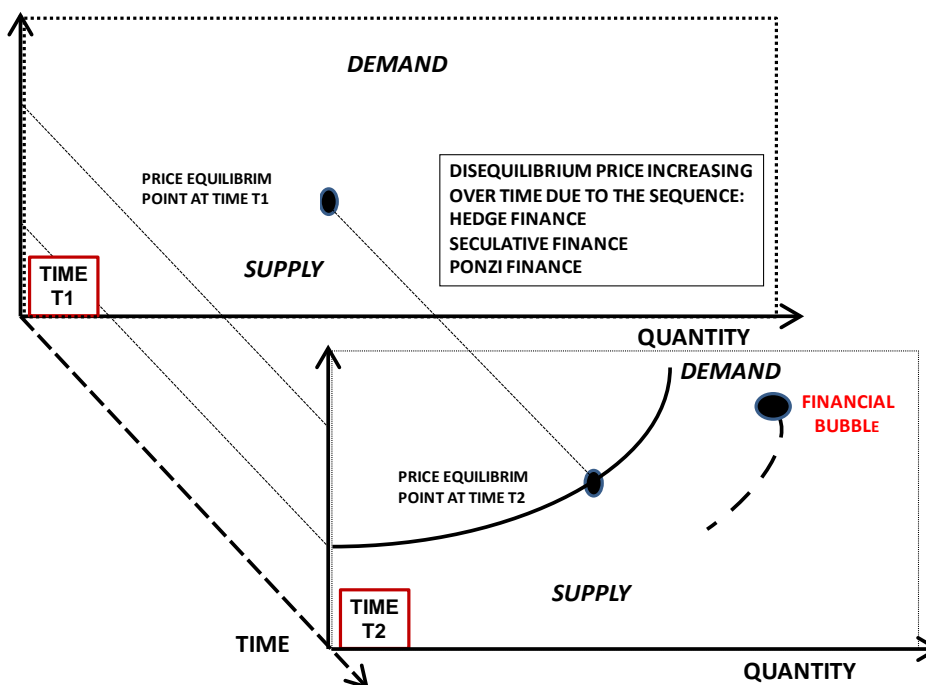 DEMAND
PRICE EQUILIBRIM
POINT AT TIME T1
DISEQUILIBRIUM PRICE INCREASING
OVER TIME DUE TO THE SEQUENCE:
HEDGE FINANCE
SECULATIVE FINANCE
PONZI FINANCE
SUPPLY
TIME
T1
QUANTITY
DEMAND
FINANCIAL
BUBBLE
PRICE EQUILIBRIM
POINT AT TIME T2
SUPPLY
TIME
T2
TIME
QUANTITY